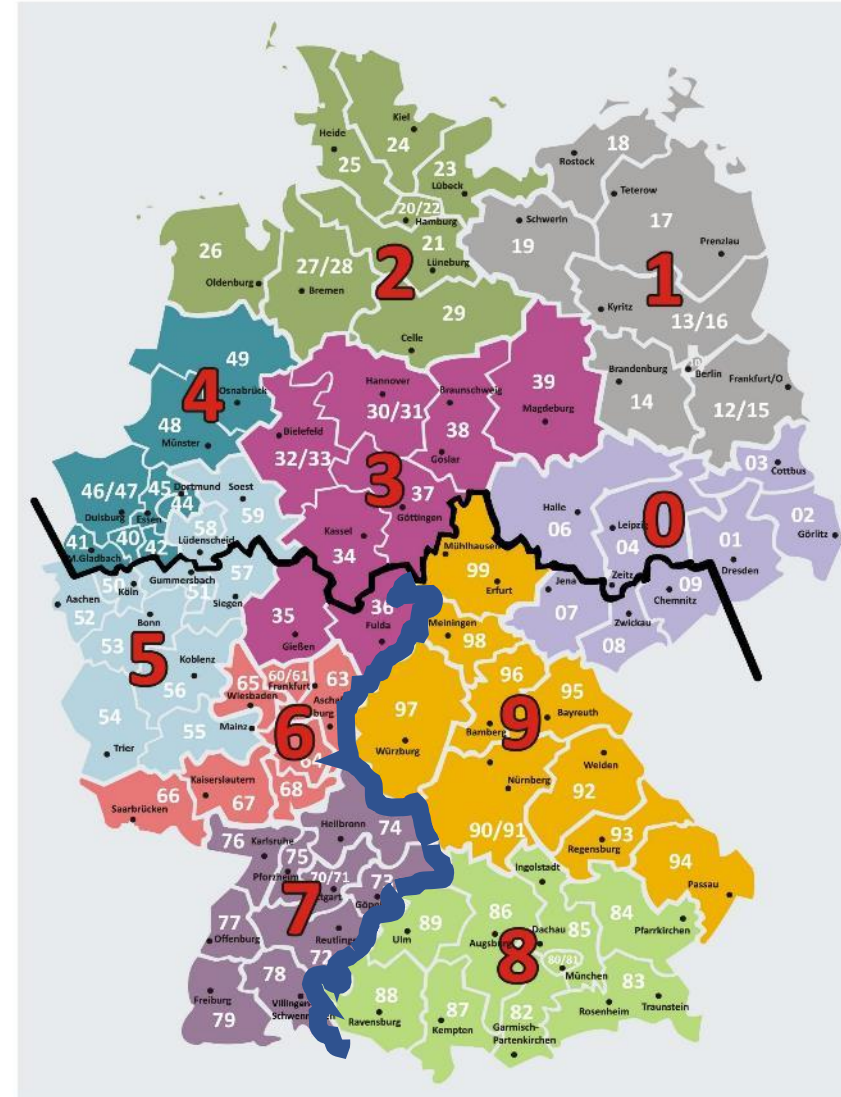 Kiel
Heide
24
25
18
Rostock
23
Lübeck
Teterow
20/22
Hamburg
Schwerin
17
19
26
21
Prenzlau
Lüneburg
27/28
2
1
Oldenburg
Bremen
29
Kyritz
13/16
Celle
49
Brandenburg
Berlin
Frankfurt/O
Hannover
Braunschweig
39
Osnabrück
4
14
12/15
48
30/31
Magdeburg
Münster
Bielefeld
38
32/33
Goslar
03
Cottbus
46/47
45
Dortmund
Soest
3
37
Duisburg
Essen
44
59
Göttingen
Halle
06
Leipzig
0
02
Görlitz
58
Lüdenscheid
Kassel
41
40
42
M.Gladbach
34
Mühlhausen
04
01
Dresden
99
Erfurt
Gummersbach
57
Jena
Zeitz
09
Chemnitz
50
Köln
51
Aachen
52
Siegen
36
Fulda
07
Zwickau
Bonn
35
Gießen
Meiningen
98
08
53
5
Koblenz
56
65
60/61
Frankfurt
63
96
95
Wiesbaden
54
55
Mainz
6
97
Bamberg
9
Bayreuth
Trier
64
Würzburg
Weiden
Kaiserslautern
68
Nürnberg
92
66
67
Saarbrücken
Heilbronn
74
90/91
93
76
Karlsruhe
Regensburg
94
75
Ingolstadt
Passau
Pforzheim
70/71
73
7
86
84
77
89
Ulm
Augsburg
Dachau
85
Pfarrkirchen
Offenburg
72
8
80/81
München
78
83
Freiburg
88
87
82
Rosenheim
Traunstein
79
Ravensburg
Kempten
Garmisch-
Partenkirchen